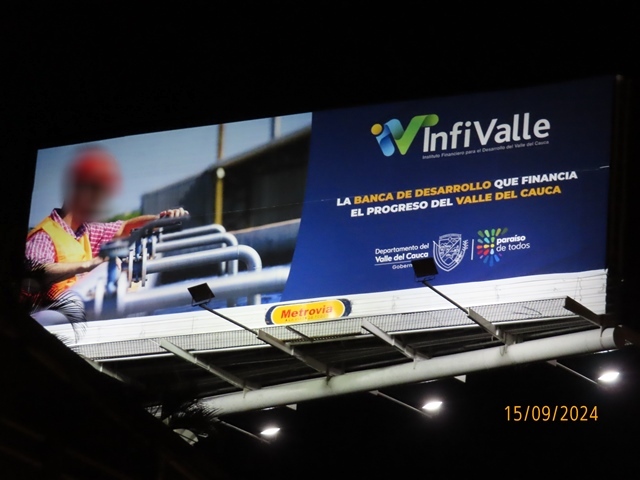 InfiValle
Instituto Financiero para el Desarrollo del Valle del Cauca
LA BANCA DE DESARROLLO QUE FINANCIA
EL PROGRESO DEL VALLE DEL CAUCA
Departamento del
Valle del Cauca
paraíso
de todos
Metrovía
15/09/2024